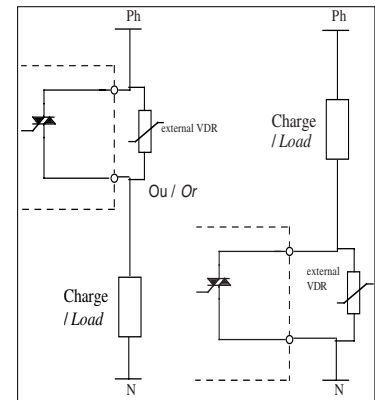 Ph
external VDR
Ou / Or
Charge
/ Load
N
Ph
Charge
/ Load
external
VDR
N